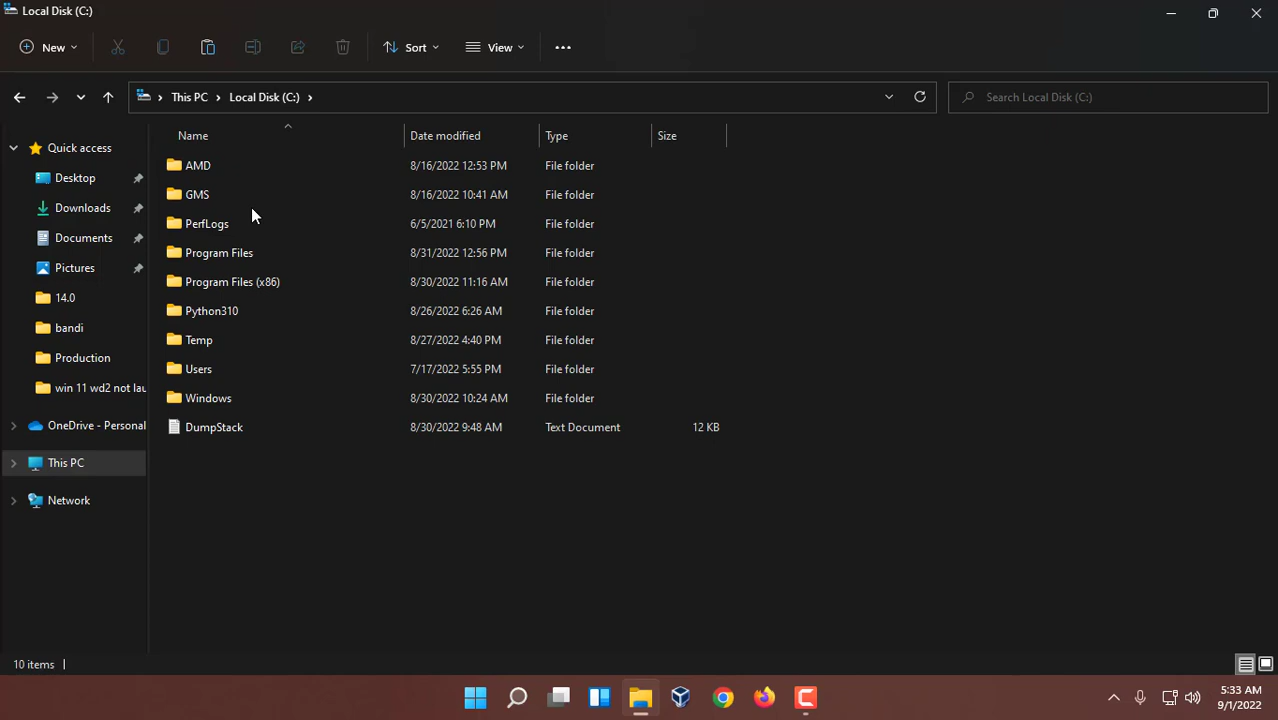 Local Disk (C:)
New
Sort
View
This PC > Local Disk (C:) >
Search Local Disk (C:)
Quick access
Desktop
Downloads
Documents
Pictures
14.0
bandi
Production
win 11 wd2 not lau
OneDrive - Personal
This PC
Network
Name Date modified Type Size
AMD 8/16/2022 12:53 PM File folder
GMS 8/16/2022 10:41 AM File folder
PerfLogs 6/5/2021 6:10 PM File folder
Program Files 8/31/2022 12:56 PM File folder
Program Files (x86) 8/30/2022 11:16 AM File folder
Python310 8/26/2022 6:26 AM File folder
Temp 8/27/2022 4:40 PM File folder
Users 7/17/2022 5:55 PM File folder
Windows 8/30/2022 10:24 AM File folder
DumpStack 8/30/2022 9:48 AM Text Document 12 KB
10 items
5:33 AM
9/1/2022